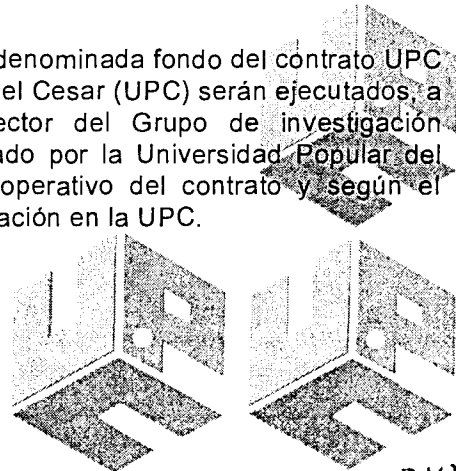 denominada fondo del contrato UPC
el Cesar (UPC) serán ejecutados, a
ector del Grupo de investigación
ado por la Universidad Popular del
operativo del contrato y según el
ación en la UPC.